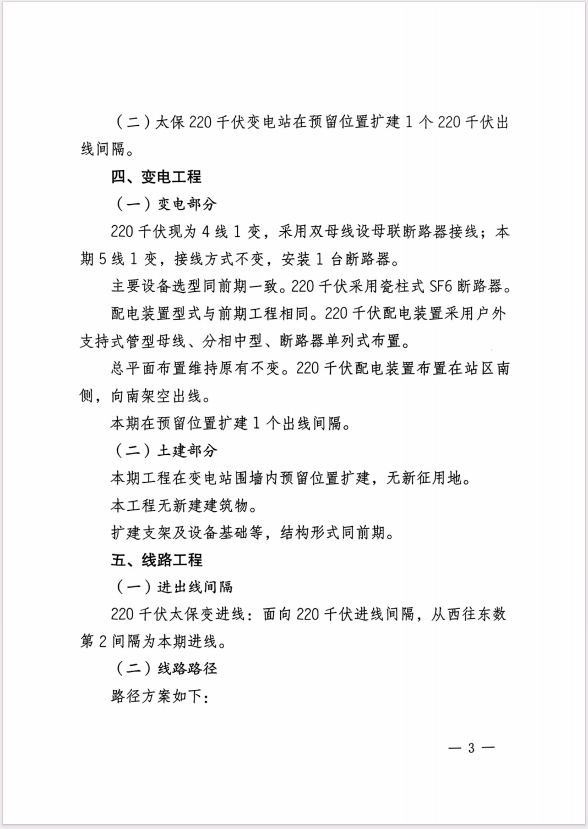 （二）太保 220 千伏变电站在预留位置扩建 1 个 220 千伏出
线间隔。
四、变电工程
（一）变电部分
220 千伏现为 4 线 1 变，采用双母线设母联断路器接线；本
期 5 线 1 变，接线方式不变，安装 1 台断路器。
主要设备选型同前期一致。220 千伏采用瓷柱式 SF6 断路器。
配电装置型式与前期工程相同。220 千伏配电装置采用户外
支持式管型母线、分相中型、断路器单列式布置。
总平面布置维持原有不变。220 千伏配电装置布置在站区南
侧，向南架空出线。
本期在预留位置扩建 1 个出线间隔。
（二）土建部分
本期工程在变电站围墙内预留位置扩建，无新征用地。
本工程无新建建筑物。
扩建支架及设备基础等，结构形式同前期。
五、线路工程
（一）进出线间隔
220 千伏太保变进线：面向 220 千伏进线间隔，从西往东数
第 2 间隔为本期进线。
（二）线路路径
路径方案如下：
— 3 —